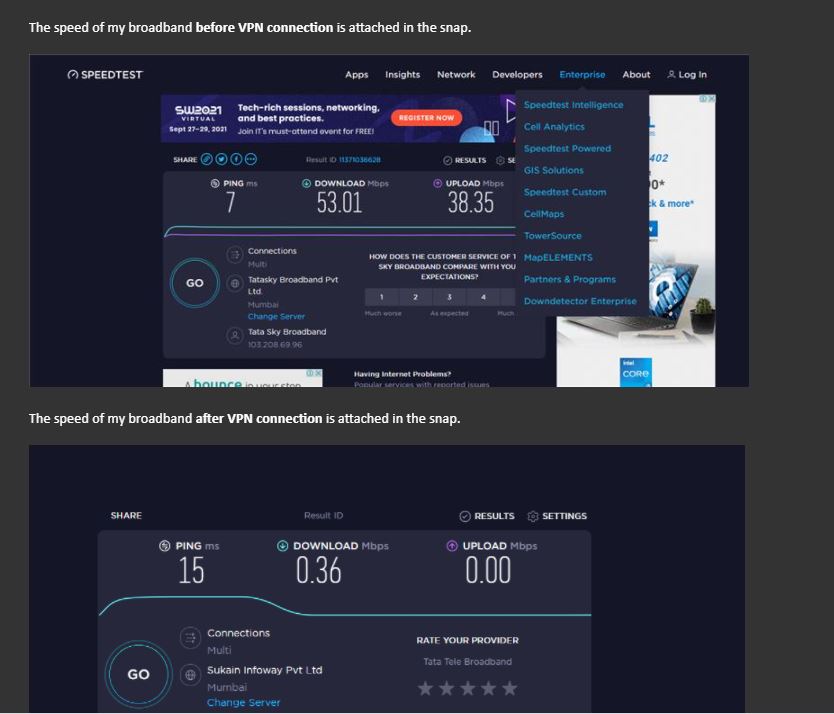 The speed of my broadband before VPN connection is attached in the snap.
SPEEDTEST
Apps Insights Network Developers Enterprise About Log In
SW2021
VIRTUAL
Sept 27-29, 2021
Tech-rich sessions, networking,
and best practices.
Join IT's must-attend event for FREE!
REGISTER NOW
Speedtest Intelligence
Cell Analytics
Speedtest Powered
GIS Solutions
Speedtest Custom
CellMaps
TowerSource
MapELEMENTS
Partners & Programs
Downdetector Enterprise
SHARE
Result ID 11371036628
RESULTS SE
PING ms
7
DOWNLOAD Mbps
53.01
UPLOAD Mbps
38.35
GO
Connections
Multi
Tatasky Broadband Pvt
Ltd.
Mumbai
Change Server
Tata Sky Broadband
103.208.69.96
HOW DOES THE CUSTOMER SERVICE OF T
SKY BROADBAND COMPARE WITH YOU
EXPECTATIONS?
1 2 3 4
Much worse As expected Much
402
00*
ck & more*
intel
CORE
A bounce in your step
Having Internet Problems?
Popular services with reported issues
The speed of my broadband after VPN connection is attached in the snap.
SHARE
Result ID
RESULTS SETTINGS
PING ms
15
DOWNLOAD Mbps
0.36
UPLOAD Mbps
0.00
GO
Connections
Multi
Sukain Infoway Pvt Ltd
Mumbai
Change Server
RATE YOUR PROVIDER
Tata Tele Broadband